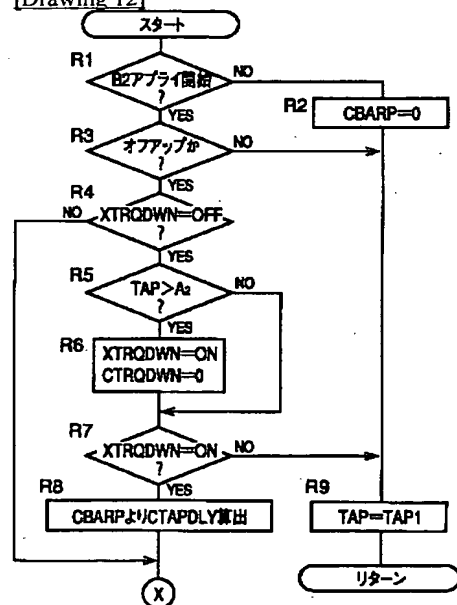 [Drawing 12]
スタート
R1
B2アプライ開始
?
NO
YES
R2
CBARP=0
R3
オフアップか
?
NO
YES
R4
NO
XTRQDWN=OFF
?
YES
R5
TAP>A₂
?
NO
YES
R6
XTRQDWN=ON
CTRQDWN=0
R7
XTRQDWN=ON
?
NO
YES
R8
CBARPよりCTAPDLY算出
R9
TAP=TAP1
X
リターン